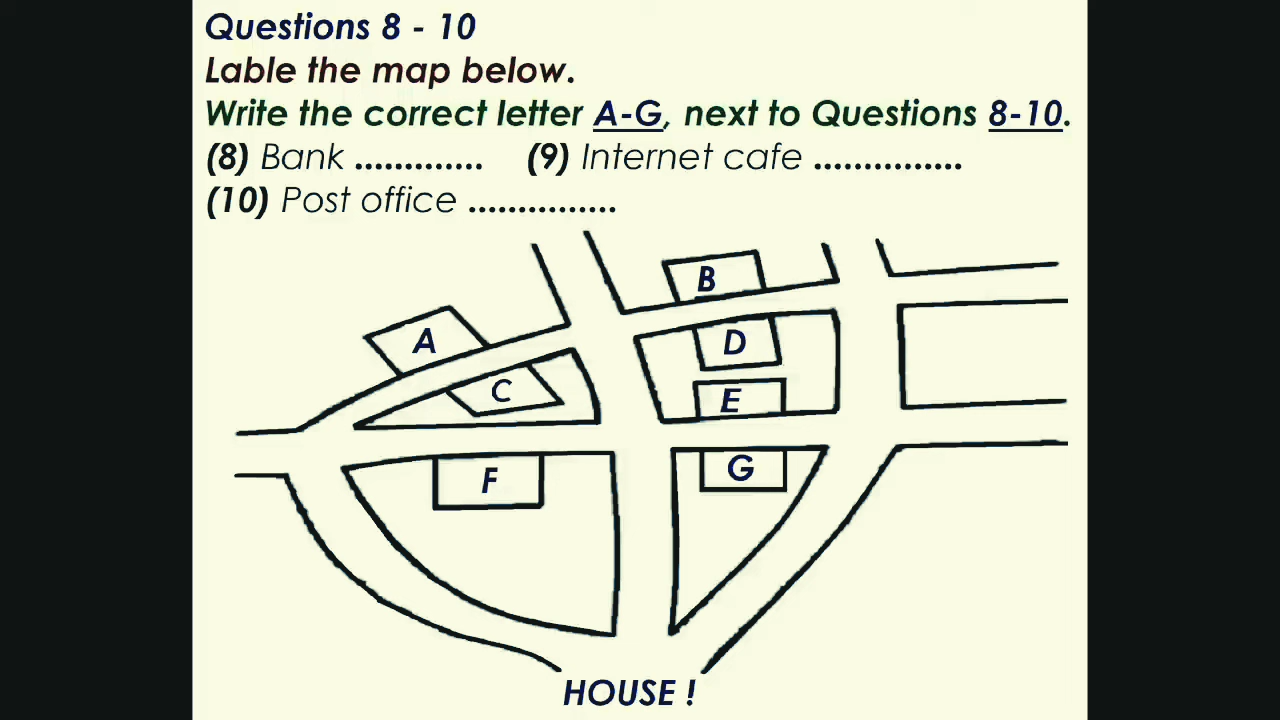 Questions 8 - 10
Lable the map below.
Write the correct letter A-G, next to Questions 8-10.
(8) Bank ............. (9) Internet cafe ...............
(10) Post office ...............
B
A
D
C
E
F
G
HOUSE !